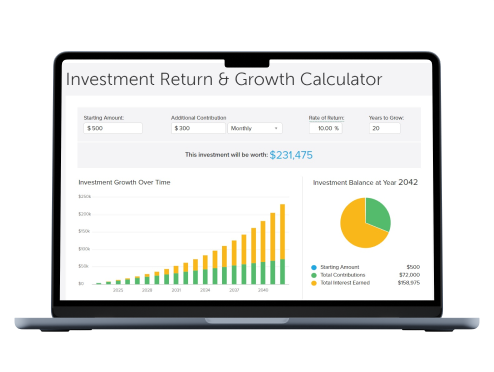 Investment Return & Growth Calculator
Starting Amount: Additional Contribution Rate of Return: Years to Grow:
$ 500 $ 300 Monthly 10.00 % 20
This investment will be worth: $231,475
Investment Growth Over Time
Investment Balance at Year 2042
$250k
$200k
$150k
$100k
$50k
$0
2025 2028 2031 2034 2037 2040
Starting Amount $500
Total Contributions $72,000
Total Interest Earned $158,975